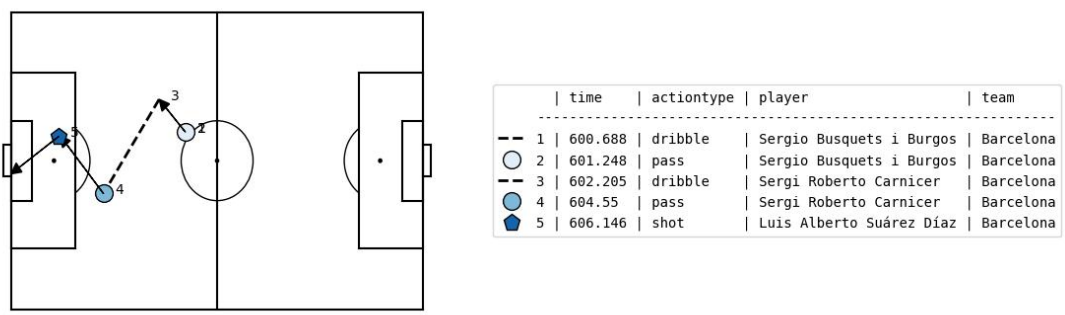 3
12
5
4
| time | actiontype | player | team
---------------------------------------------------------------
1 | 600.688 | dribble | Sergio Busquets i Burgos | Barcelona
2 | 601.248 | pass | Sergio Busquets i Burgos | Barcelona
3 | 602.205 | dribble | Sergi Roberto Carnicer | Barcelona
4 | 604.55 | pass | Sergi Roberto Carnicer | Barcelona
5 | 606.146 | shot | Luis Alberto Suárez Díaz | Barcelona